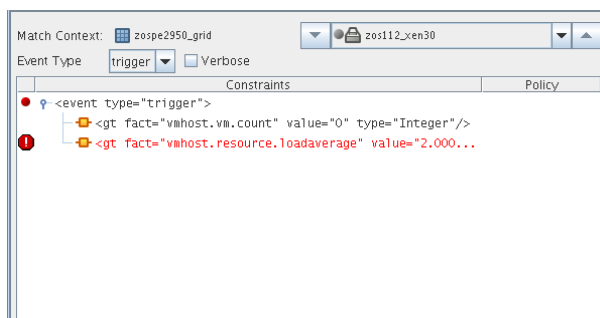 Match Context: zospe2950_grid zos112_xen30
Event Type trigger Verbose
Constraints Policy
<event type="trigger">
<gt fact="vmhost.vm.count" value="0" type="Integer"/>
<gt fact="vmhost.resource.loadaverage" value="2.000...